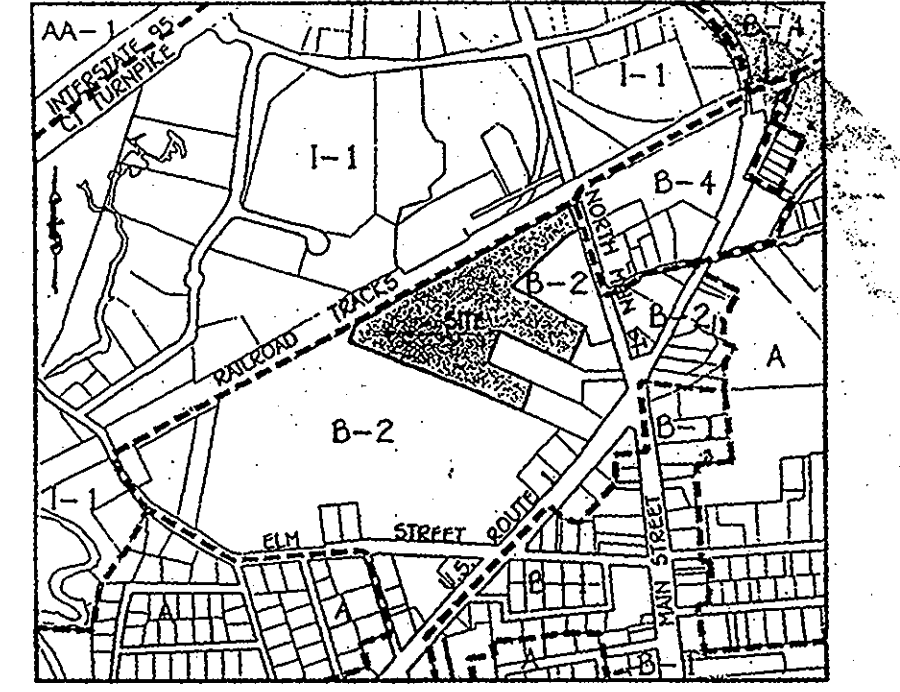 AA-1
INTERSTATE 95
CT TURNPIKE
I-1
I-1
B-4
NORTH MAIN
B-2
SITE
RAILROAD TRACKS
B-2
A
B-2
B-
I-1
ELM STREET
U.S. ROUTE 1
MAIN STREET
A
A
B
A
B-